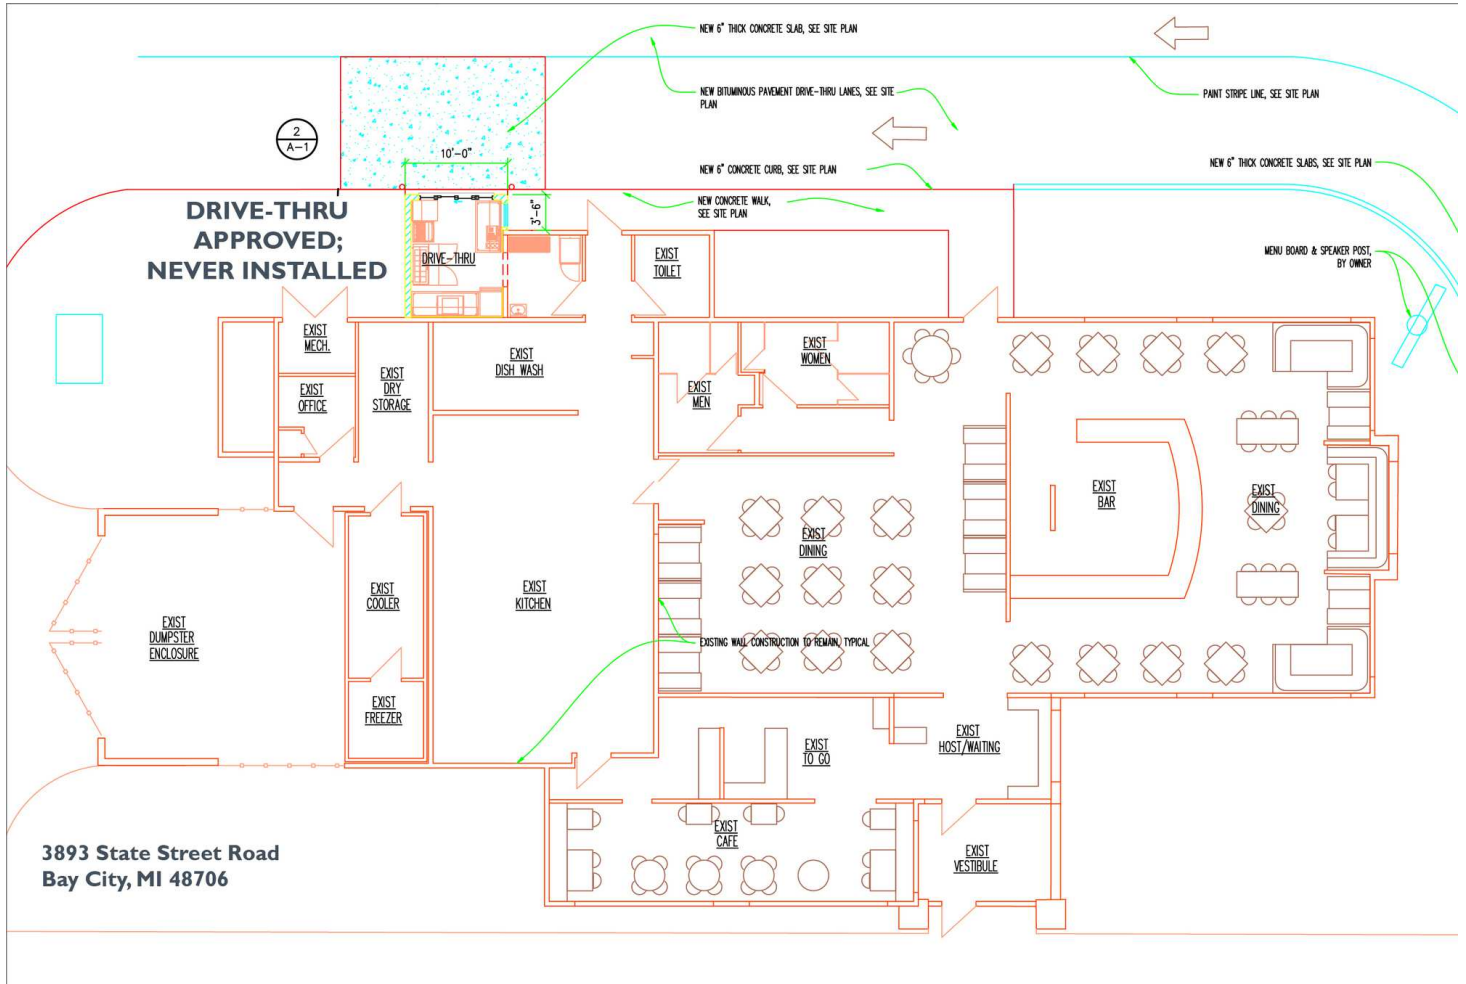 NEW 6" THICK CONCRETE SLAB, SEE SITE PLAN
NEW BITUMINOUS PAVEMENT DRIVE-THRU LANES, SEE SITE
PLAN
PAINT STRIPE LINE, SEE SITE PLAN
2
A-1
10'-0"
NEW 6" CONCRETE CURB, SEE SITE PLAN
NEW 6" THICK CONCRETE SLABS, SEE SITE PLAN
NEW CONCRETE WALK,
SEE SITE PLAN
3'-6"
DRIVE-THRU
APPROVED;
NEVER INSTALLED
DRIVE-THRU
EXIST
TOILET
MENU BOARD & SPEAKER POST,
BY OWNER
EXIST
MECH.
EXIST
OFFICE
EXIST
DRY
STORAGE
EXIST
DISH WASH
EXIST
MEN
EXIST
WOMEN
EXIST
BAR
EXIST
DINING
EXIST
DINING
EXIST
COOLER
EXIST
KITCHEN
EXIST
DUMPSTER
ENCLOSURE
EXISTING WALL CONSTRUCTION TO REMAIN, TYPICAL
EXIST
FREEZER
EXIST
TO GO
EXIST
HOST/WAITING
EXIST
CAFE
EXIST
VESTIBULE
3893 State Street Road
Bay City, MI 48706